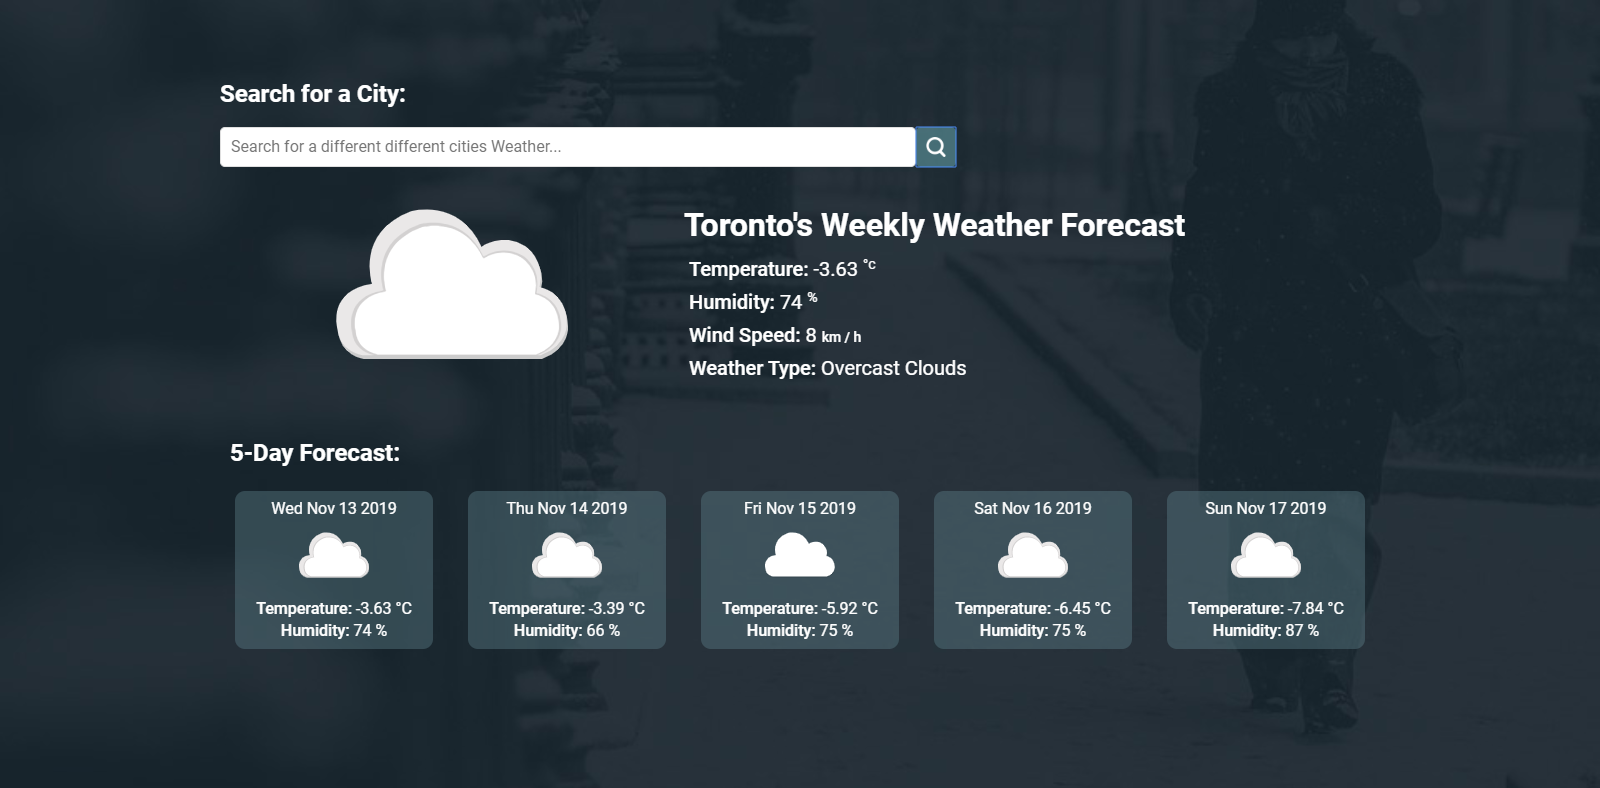 Search for a City:
Search for a different different cities Weather...
Toronto's Weekly Weather Forecast
Temperature: -3.63 °C
Humidity: 74 %
Wind Speed: 8 km / h
Weather Type: Overcast Clouds
5-Day Forecast:
Wed Nov 13 2019
Temperature: -3.63 °C
Humidity: 74 %
Thu Nov 14 2019
Temperature: -3.39 °C
Humidity: 66 %
Fri Nov 15 2019
Temperature: -5.92 °C
Humidity: 75 %
Sat Nov 16 2019
Temperature: -6.45 °C
Humidity: 75 %
Sun Nov 17 2019
Temperature: -7.84 °C
Humidity: 87 %